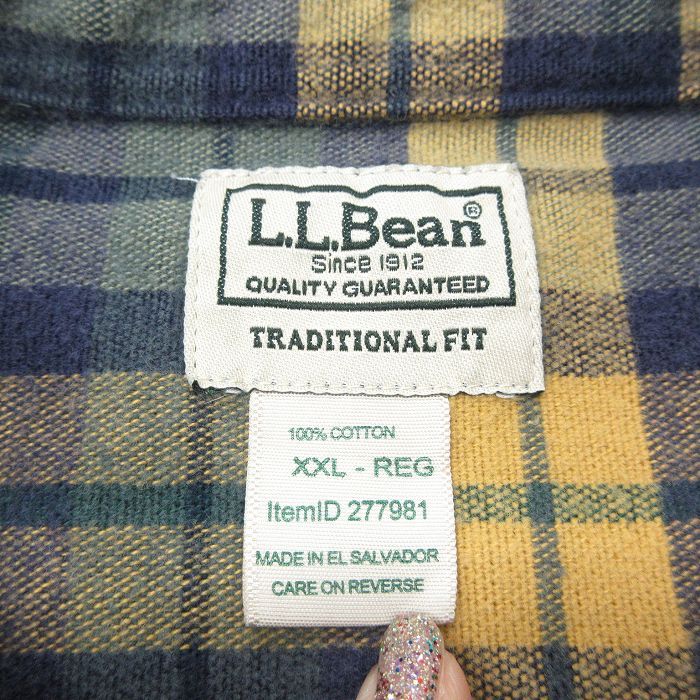 L.L.Bean®
Since 1912
QUALITY GUARANTEED
TRADITIONAL FIT
100% COTTON
XXL - REG
ItemID 277981
MADE IN EL SALVADOR
CARE ON REVERSE